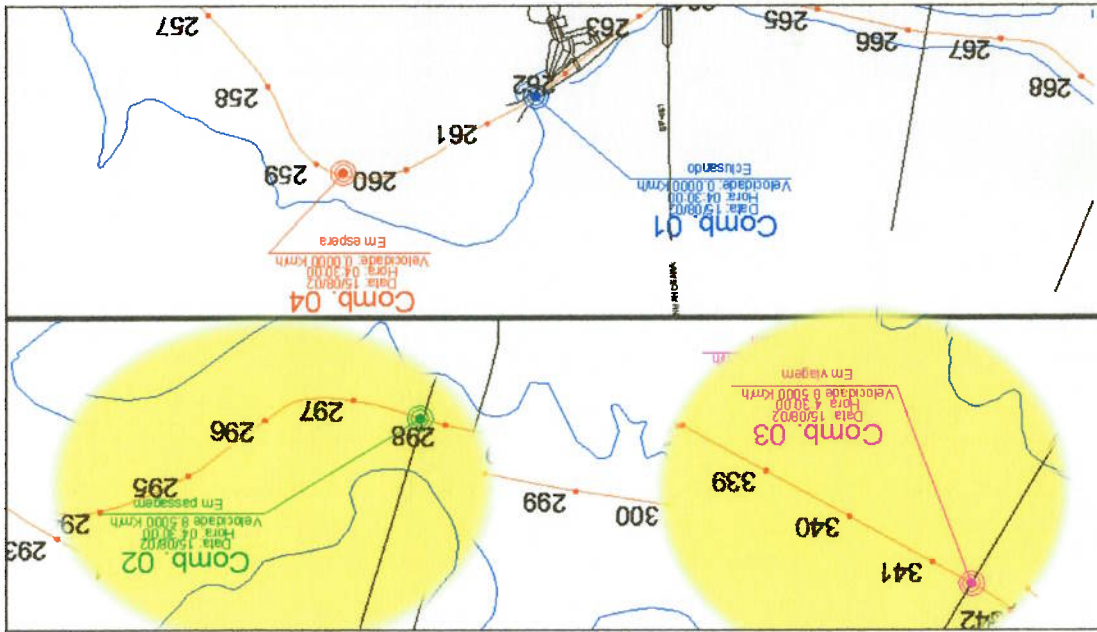 342
341
340
339
Comb. 03
Data 15/08/02
Hora 4 30:00
Velocidade 8 5000 Km/h
Em viagem
300
299
Comb. 02
Data: 15/08/02
Hora: 04 30:00
Velocidade 8.5000 Km/h
Em passagem
293
29
295
296
297
298
Comb. 01
Data: 15/08/02
Hora: 04:30:00
Velocidade: 0.0000 Km/h
Eclusando
Comb. 04
Data: 15/08/02
Hora: 04:30:00
Velocidade: 0.0000 Km/h
Em espera
268
267
266
265
263
262
261
260
259
258
257